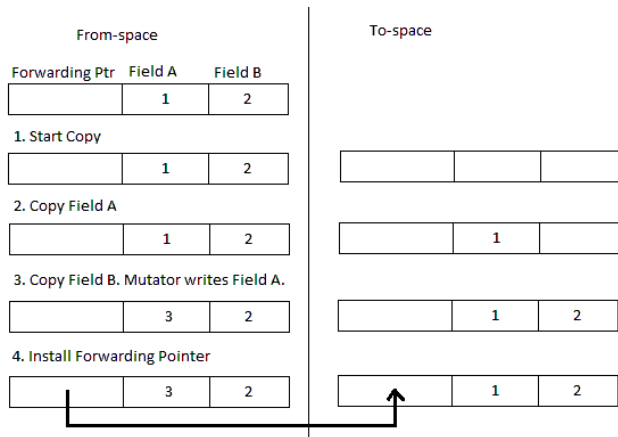 From-space
To-space
Forwarding Ptr Field A Field B
1 2
1. Start Copy
1 2
2. Copy Field A
1 2 1
3. Copy Field B. Mutator writes Field A.
3 2 1 2
4. Install Forwarding Pointer
3 2 1 2